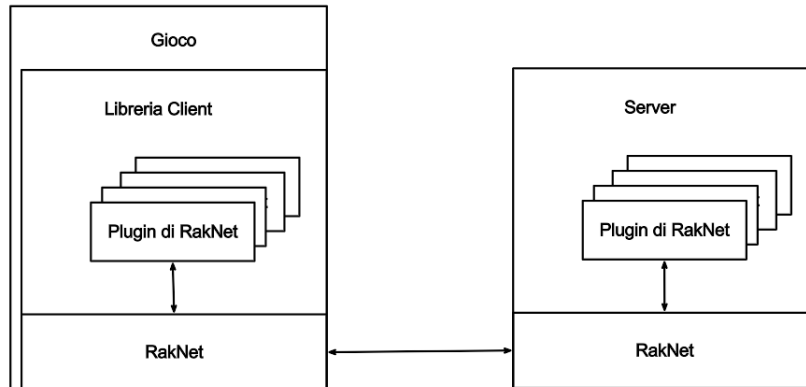 Gioco
Libreria Client
Plugin di RakNet
RakNet
Server
Plugin di RakNet
RakNet